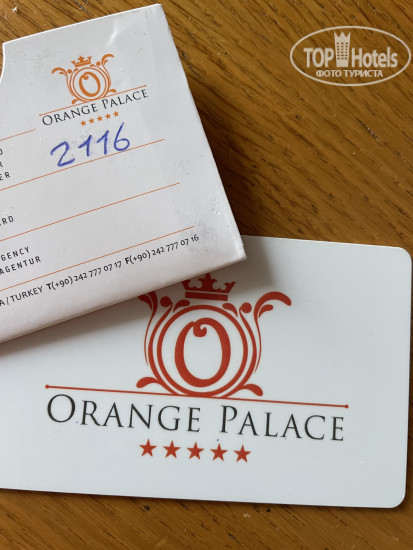 TOP Hotels
ФОТО ТУРИСТА
O
ORANGE PALACE
2116
ER
ARD
GENCY
AGENTUR
A / TURKEY T(+90) 242 777 07 17 F(+90) 242 777 07 16
O
ORANGE PALACE